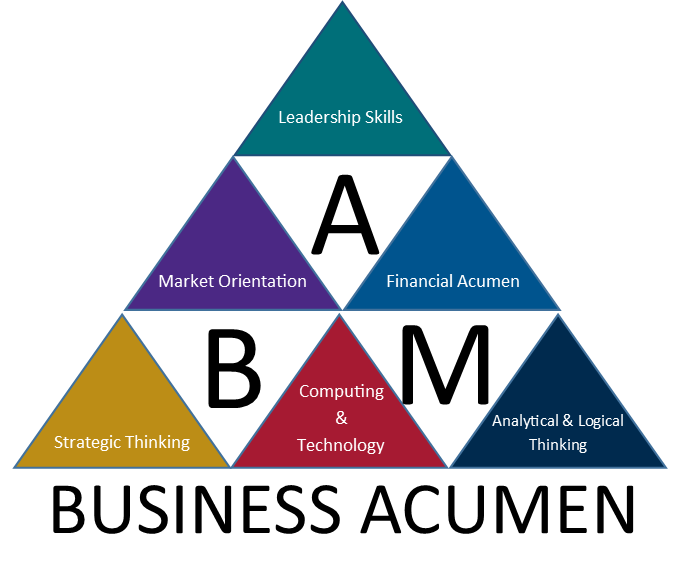 Leadership Skills
A
Market Orientation
Financial Acumen
B
M
Computing
&
Technology
Strategic Thinking
Analytical & Logical
Thinking
BUSINESS ACUMEN